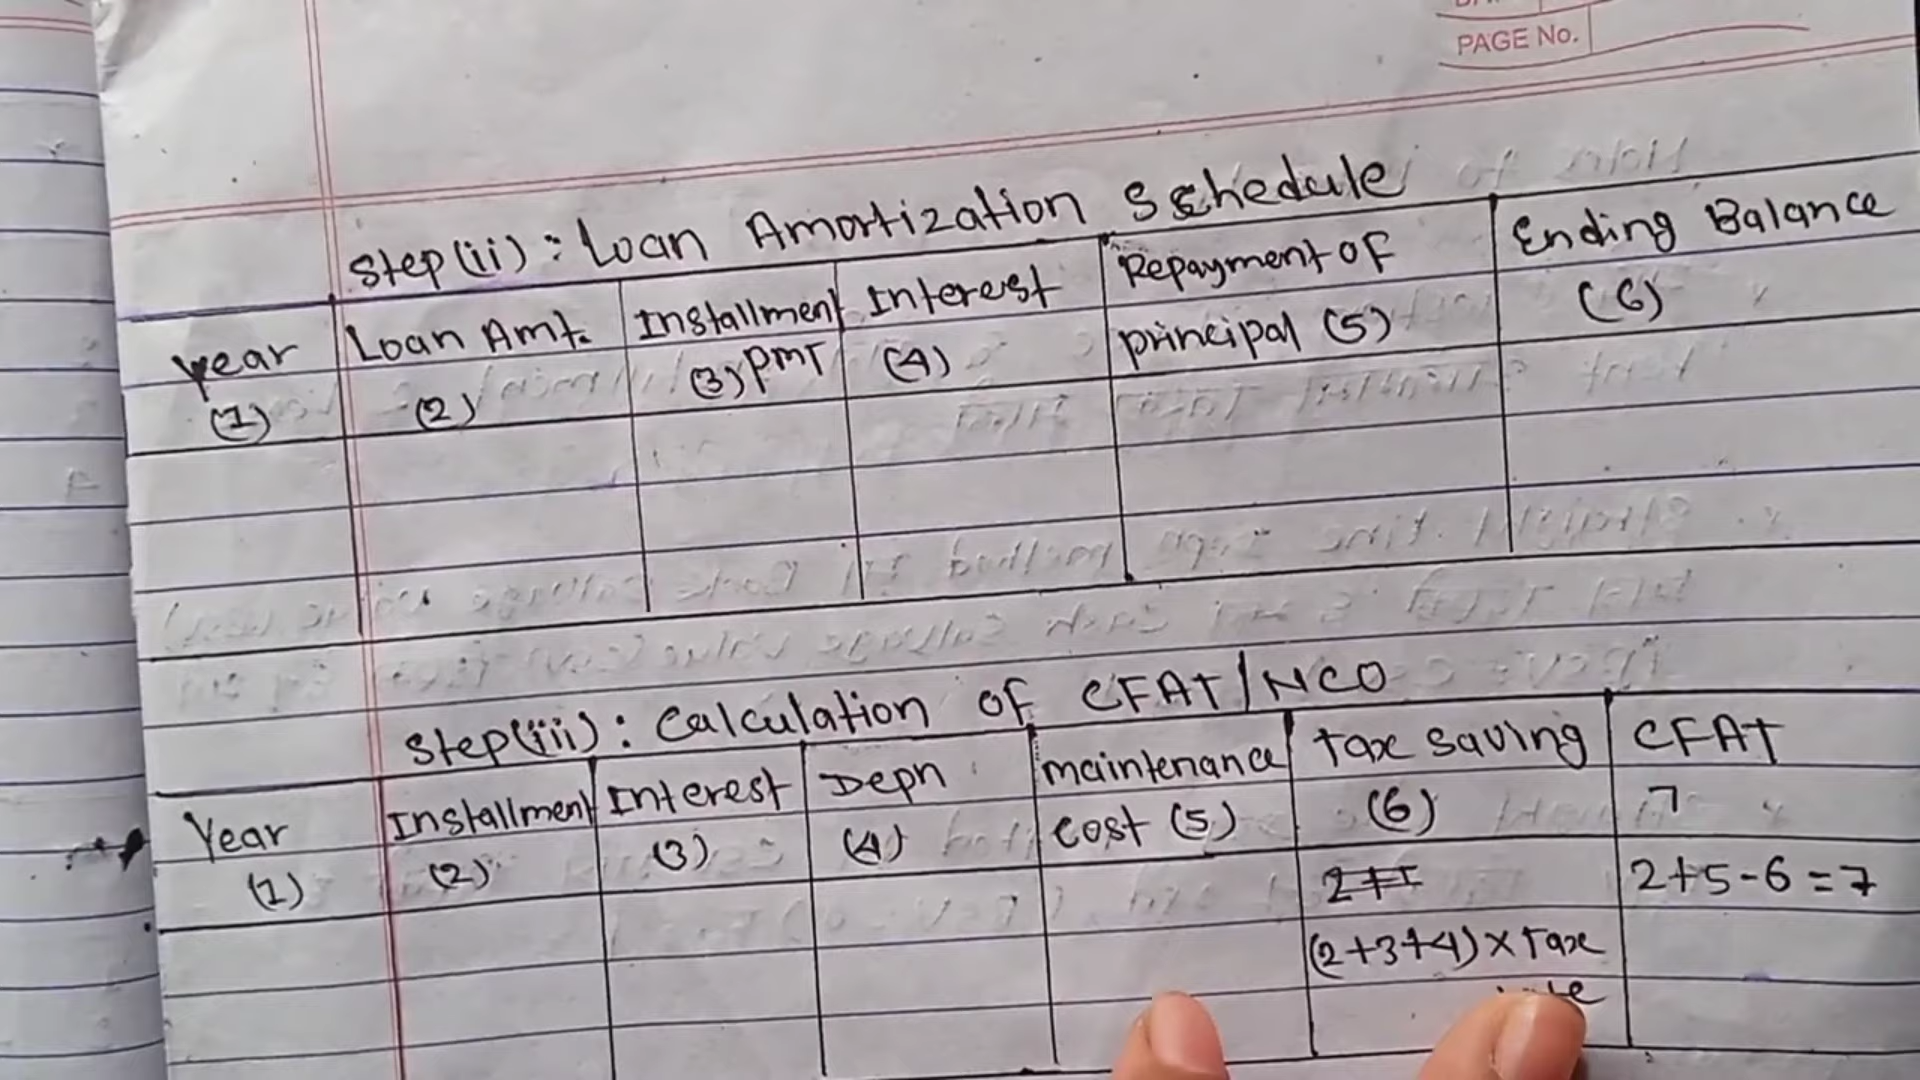 PAGE No.
Step(ii): Loan Amortization Schedule
Year (1) Loan Amt. (2) Installment (3) PMT Interest (4) Repayment of principal (5) Ending Balance (6)
Step(iii): Calculation of CFAT/NCO
Year (1) Installment (2) Interest (3) Depn (4) maintenance cost (5) Tax saving (6) CFAT 7
(2+3+4)×Tax
2+5-6=7